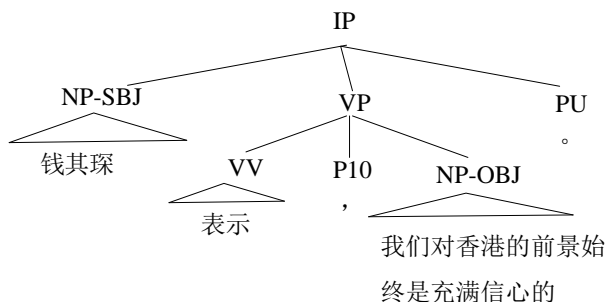 IP
NP-SBJ VP PU
钱其琛 VV P10 NP-OBJ 。
表示 ，
我们对香港的前景始
终是充满信心的